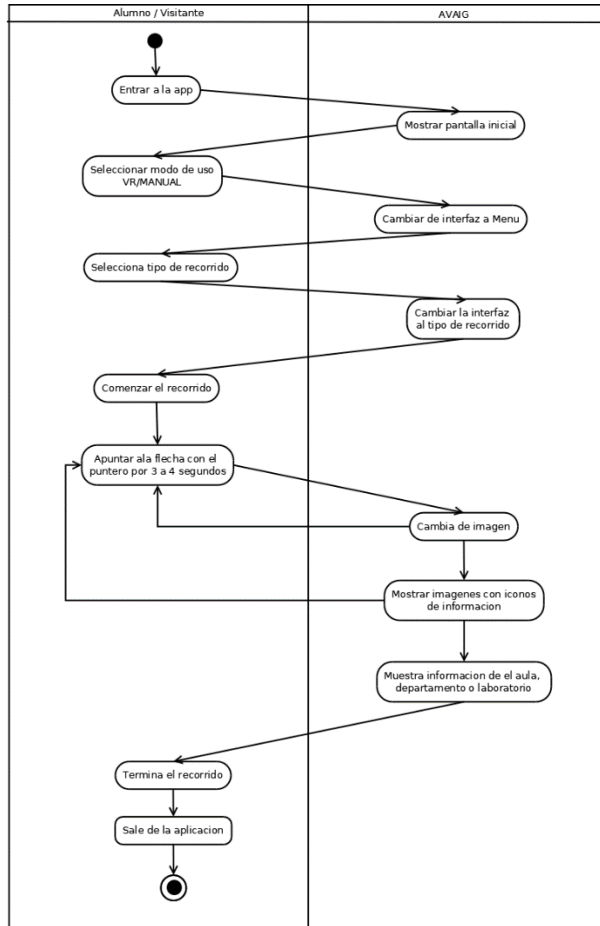 Alumno / Visitante
AVAIG
Entrar a la app
Mostrar pantalla inicial
Seleccionar modo de uso
VR/MANUAL
Cambiar de interfaz a Menu
Selecciona tipo de recorrido
Cambiar la interfaz
al tipo de recorrido
Comenzar el recorrido
Apuntar ala flecha con el
puntero por 3 a 4 segundos
Cambia de imagen
Mostrar imagenes con iconos
de informacion
Muestra informacion de el aula,
departamento o laboratorio
Termina el recorrido
Sale de la aplicacion